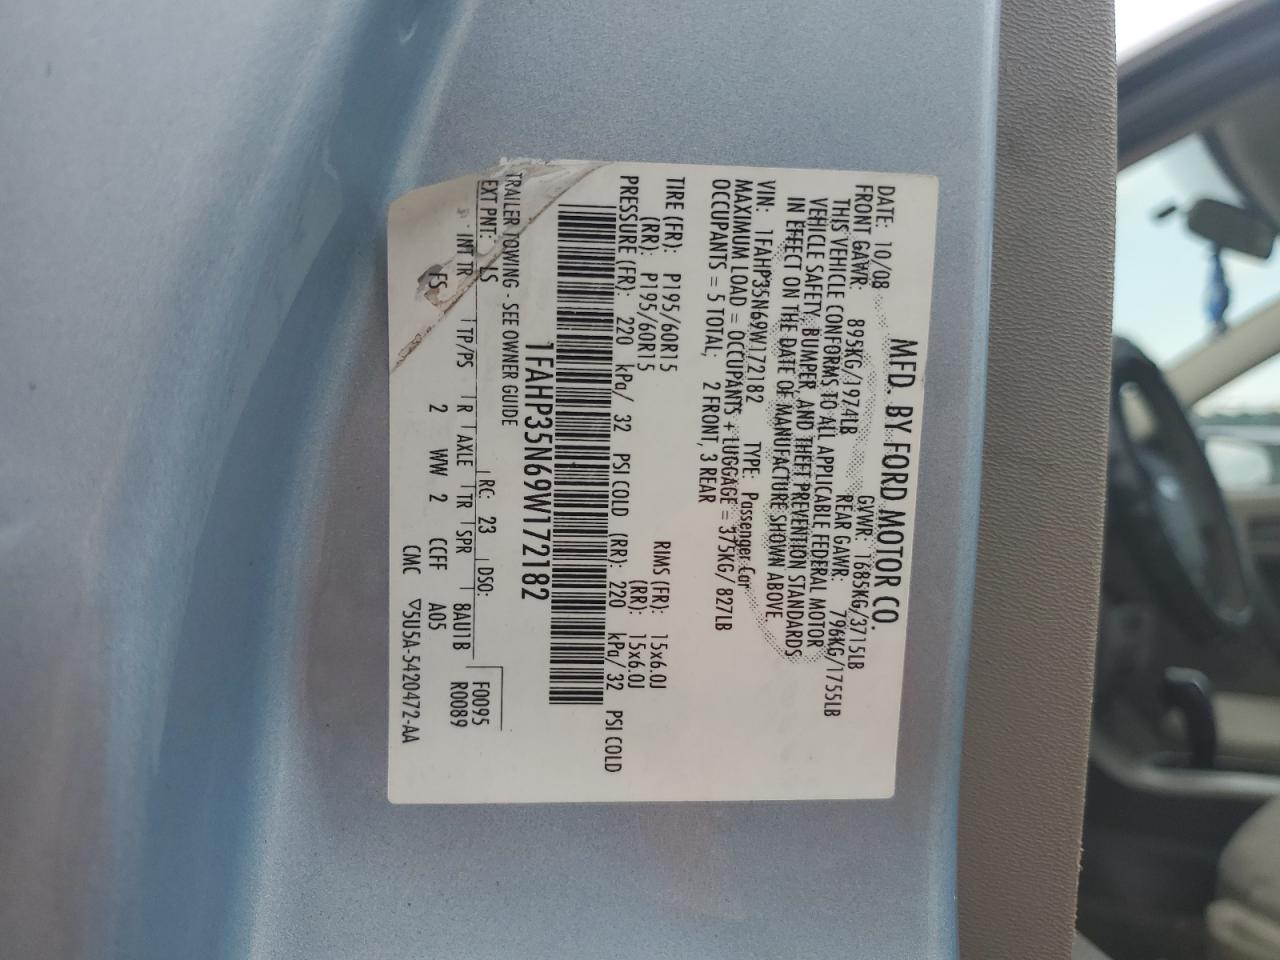 MFD. BY FORD MOTOR CO.
DATE: 10/08 GVWR: 1685KG/3715LB
FRONT GAWR: 895KG/1974LB REAR GAWR: 796KG/1755LB
THIS VEHICLE CONFORMS TO ALL APPLICABLE FEDERAL MOTOR
VEHICLE SAFETY, BUMPER, AND THEFT PREVENTION STANDARDS
IN EFFECT ON THE DATE OF MANUFACTURE SHOWN ABOVE.
VIN: 1FAHP35N69W172182 TYPE: Passenger Car
MAXIMUM LOAD = OCCUPANTS + LUGGAGE = 375KG/827LB
OCCUPANTS = 5 TOTAL; 2 FRONT, 3 REAR
TIRE (FR): P195/60R15 RIMS (FR): 15x6.0J
(RR): P195/60R15 (RR): 15x6.0J
PRESSURE (FR): 220 kPa/ 32 PSI COLD (RR): 220 kPa/32 PSI COLD
1FAHP35N69W172182
TRAILER TOWING - SEE OWNER GUIDE
EXT PNT: LS RC: 23 DSO: F0095
INT TR TP/PS R AXLE TR SPR 8AU1B R0089
FS 2 WW 2 CCFF A05
CMC ▽5U5A-5420472-AA